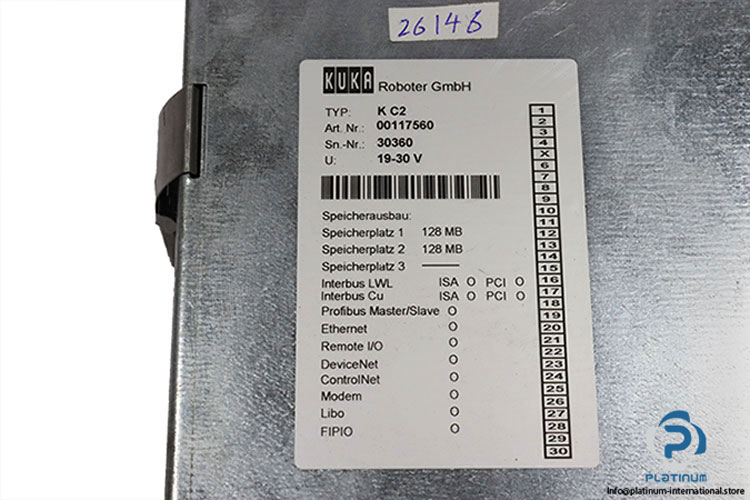 26146
KUKA Roboter GmbH
TYP: K C2
Art. Nr.: 00117560
Sn.-Nr.: 30360
U: 19-30 V
Speicherausbau:
Speicherplatz 1 128 MB
Speicherplatz 2 128 MB
Speicherplatz 3 ———
Interbus LWL ISA O PCI O
Interbus Cu ISA O PCI O
Profibus Master/Slave O
Ethernet O
Remote I/O O
DeviceNet O
ControlNet O
Modem O
Libo O
FIPIO O
1
2
3
4
X
6
7
8
9
10
11
12
13
14
15
16
17
18
19
20
21
22
23
24
25
26
27
28
29
30
PLATINUM
Info@platinum-international.store